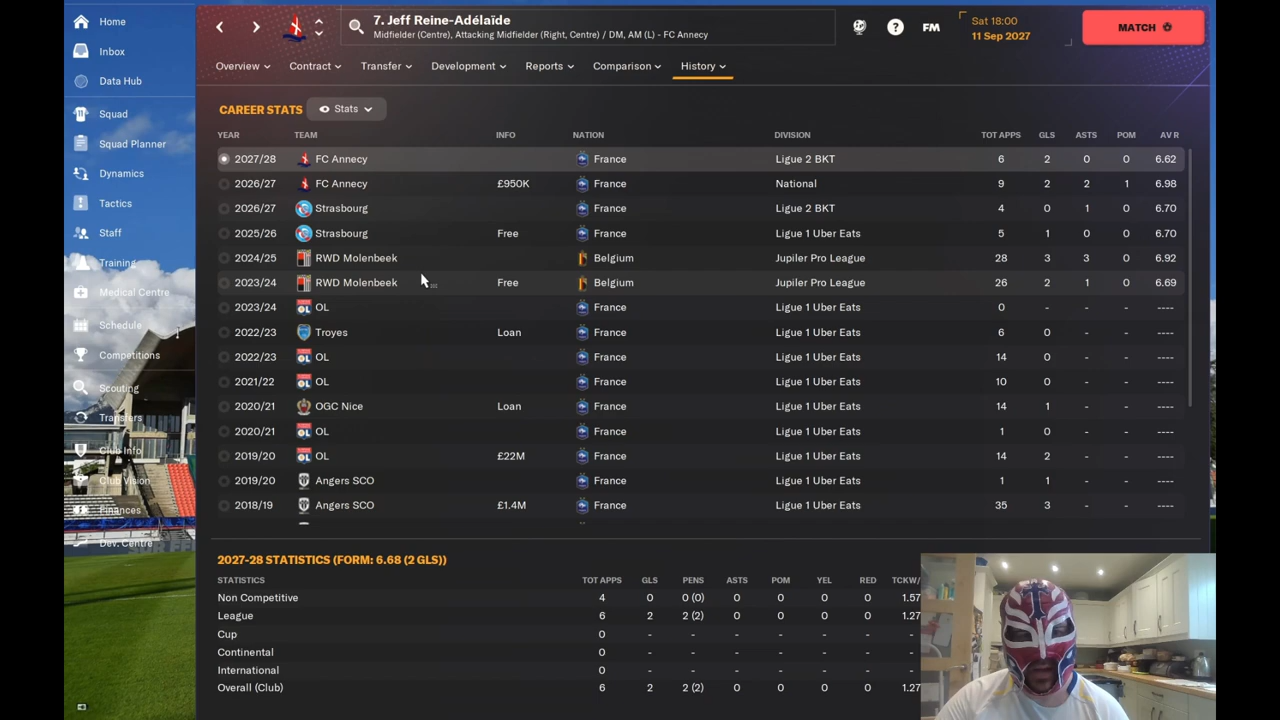 Home
Inbox
Data Hub
Squad
Squad Planner
Dynamics
Tactics
Staff
Training
Medical Centre
Schedule
Competitions
Scouting
Transfers
Club Info
Club Vision
Finances
Dev. Centre
7. Jeff Reine-Adélaïde
Midfielder (Centre), Attacking Midfielder (Right, Centre) / DM, AM (L) - FC Annecy
? FM
Sat 18:00
11 Sep 2027
MATCH
Overview Contract Transfer Development Reports Comparison History
CAREER STATS Stats
YEAR TEAM INFO NATION DIVISION TOT APPS GLS ASTS POM AV R
2027/28 FC Annecy France Ligue 2 BKT 6 2 0 0 6.62
2026/27 FC Annecy £950K France National 9 2 2 1 6.98
2026/27 Strasbourg France Ligue 2 BKT 4 0 1 0 6.70
2025/26 Strasbourg Free France Ligue 1 Uber Eats 5 1 0 0 6.70
2024/25 RWD Molenbeek Belgium Jupiler Pro League 28 3 3 0 6.92
2023/24 RWD Molenbeek Free Belgium Jupiler Pro League 26 2 1 0 6.69
2023/24 OL France Ligue 1 Uber Eats 0 - - - ----
2022/23 Troyes Loan France Ligue 1 Uber Eats 6 0 - - ----
2022/23 OL France Ligue 1 Uber Eats 14 0 - - ----
2021/22 OL France Ligue 1 Uber Eats 10 0 - - ----
2020/21 OGC Nice Loan France Ligue 1 Uber Eats 14 1 - - ----
2020/21 OL France Ligue 1 Uber Eats 1 0 - - ----
2019/20 OL £22M France Ligue 1 Uber Eats 14 2 - - ----
2019/20 Angers SCO France Ligue 1 Uber Eats 1 1 - - ----
2018/19 Angers SCO £1.4M France Ligue 1 Uber Eats 35 3 - - ----
2027-28 STATISTICS (FORM: 6.68 (2 GLS))
STATISTICS TOT APPS GLS PENS ASTS POM YEL RED TCKW/
Non Competitive 4 0 0 (0) 0 0 0 0 1.57
League 6 2 2 (2) 0 0 0 0 1.27
Cup 0 - - - - - - -
Continental 0 - - - - - - -
International 0 - - - - - - -
Overall (Club) 6 2 2 (2) 0 0 0 0 1.27